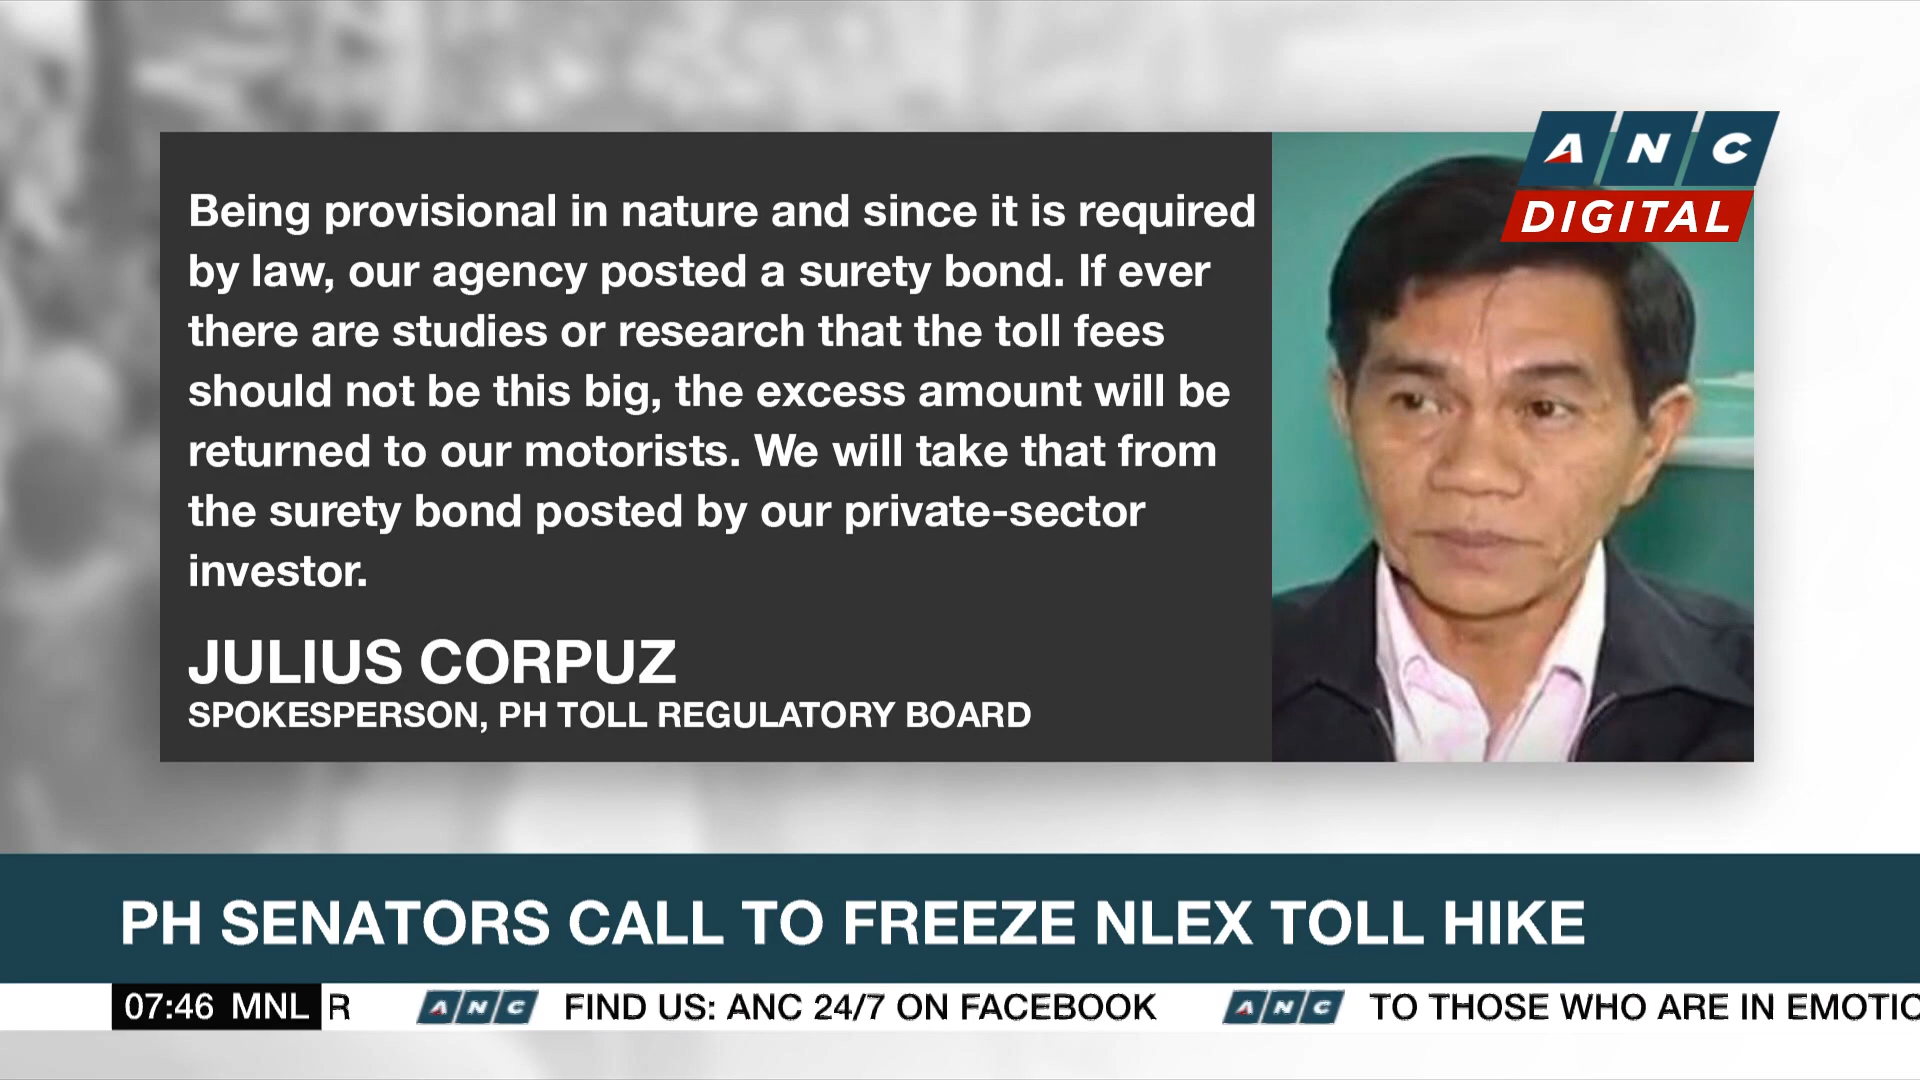 ANC
DIGITAL
Being provisional in nature and since it is required
by law, our agency posted a surety bond. If ever
there are studies or research that the toll fees
should not be this big, the excess amount will be
returned to our motorists. We will take that from
the surety bond posted by our private-sector
investor.
JULIUS CORPUZ
SPOKESPERSON, PH TOLL REGULATORY BOARD
PH SENATORS CALL TO FREEZE NLEX TOLL HIKE
07:46 MNL R ANC FIND US: ANC 24/7 ON FACEBOOK ANC TO THOSE WHO ARE IN EMOTIC